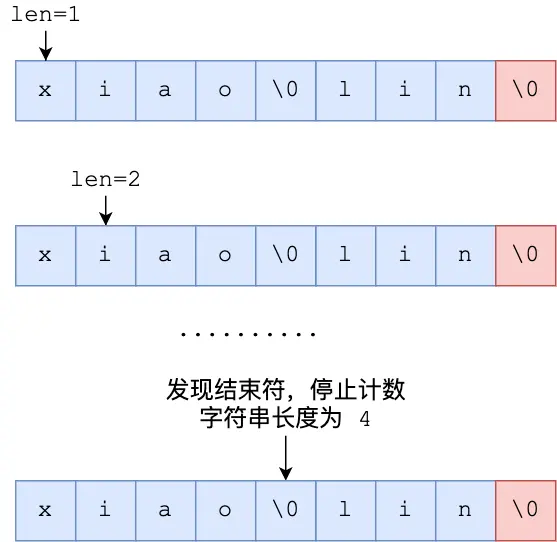 len=1
x i a o \0 l i n \0
len=2
x i a o \0 l i n \0
..........
发现结束符，停止计数
字符串长度为 4
x i a o \0 l i n \0